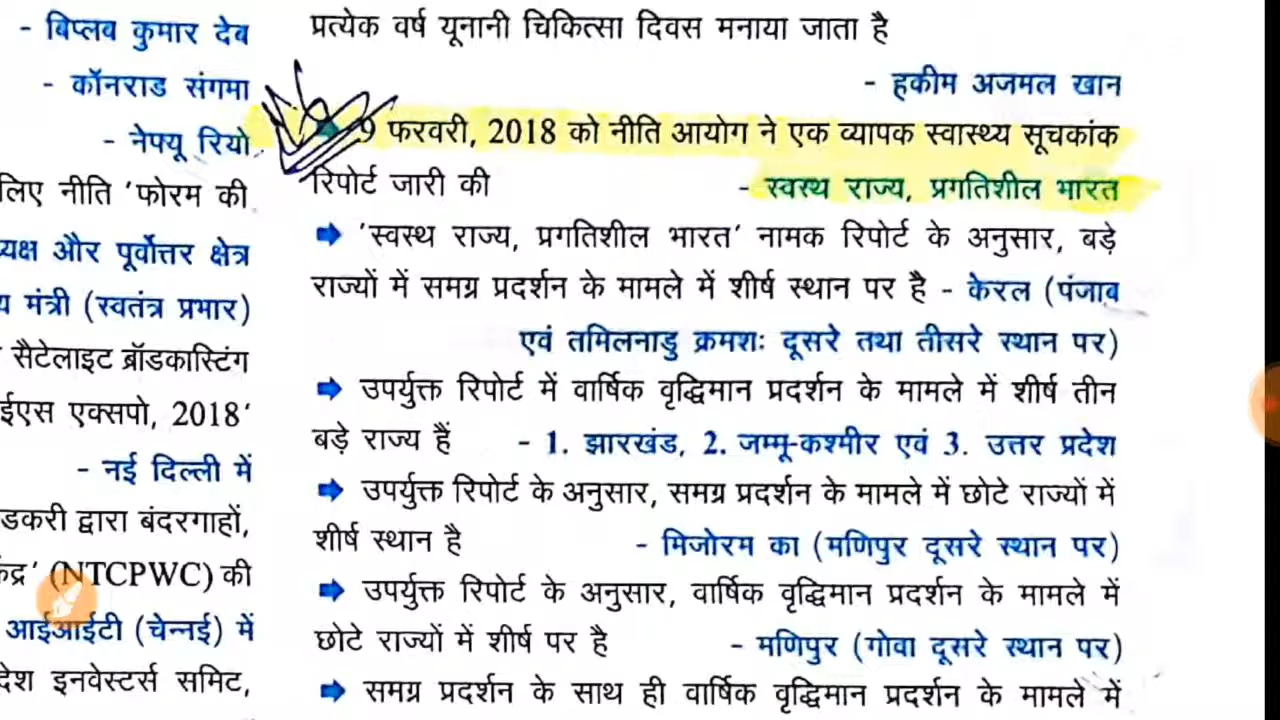 - बिप्लव कुमार देव
- कॉनराड संगमा
- नेफ्यू रियो
लिए नीति 'फोरम की
यक्ष और पूर्वोत्तर क्षेत्र
मंत्री (स्वतंत्र प्रभार)
सैटेलाइट ब्रॉडकास्टिंग
ईएस एक्सपो, 2018'
- नई दिल्ली में
डकरी द्वारा बंदरगाहों,
(NTCPWC) की
आईआईटी (चेन्नई) में
देश इनवेस्टर्स समिट,
प्रत्येक वर्ष यूनानी चिकित्सा दिवस मनाया जाता है
- हकीम अजमल खान
9 फरवरी, 2018 को नीति आयोग ने एक व्यापक स्वास्थ्य सूचकांक
रिपोर्ट जारी की - स्वस्थ राज्य, प्रगतिशील भारत
'स्वस्थ राज्य, प्रगतिशील भारत' नामक रिपोर्ट के अनुसार, बड़े
राज्यों में समग्र प्रदर्शन के मामले में शीर्ष स्थान पर है - केरल (पंजाब
एवं तमिलनाडु क्रमशः दूसरे तथा तीसरे स्थान पर)
उपर्युक्त रिपोर्ट में वार्षिक वृद्धिमान प्रदर्शन के मामले में शीर्ष तीन
बड़े राज्य हैं - 1. झारखंड, 2. जम्मू-कश्मीर एवं 3. उत्तर प्रदेश
उपर्युक्त रिपोर्ट के अनुसार, समग्र प्रदर्शन के मामले में छोटे राज्यों में
शीर्ष स्थान है - मिजोरम का (मणिपुर दूसरे स्थान पर)
उपर्युक्त रिपोर्ट के अनुसार, वार्षिक वृद्धिमान प्रदर्शन के मामले में
छोटे राज्यों में शीर्ष पर है - मणिपुर (गोवा दूसरे स्थान पर)
समग्र प्रदर्शन के साथ ही वार्षिक वृद्धिमान प्रदर्शन के मामले में